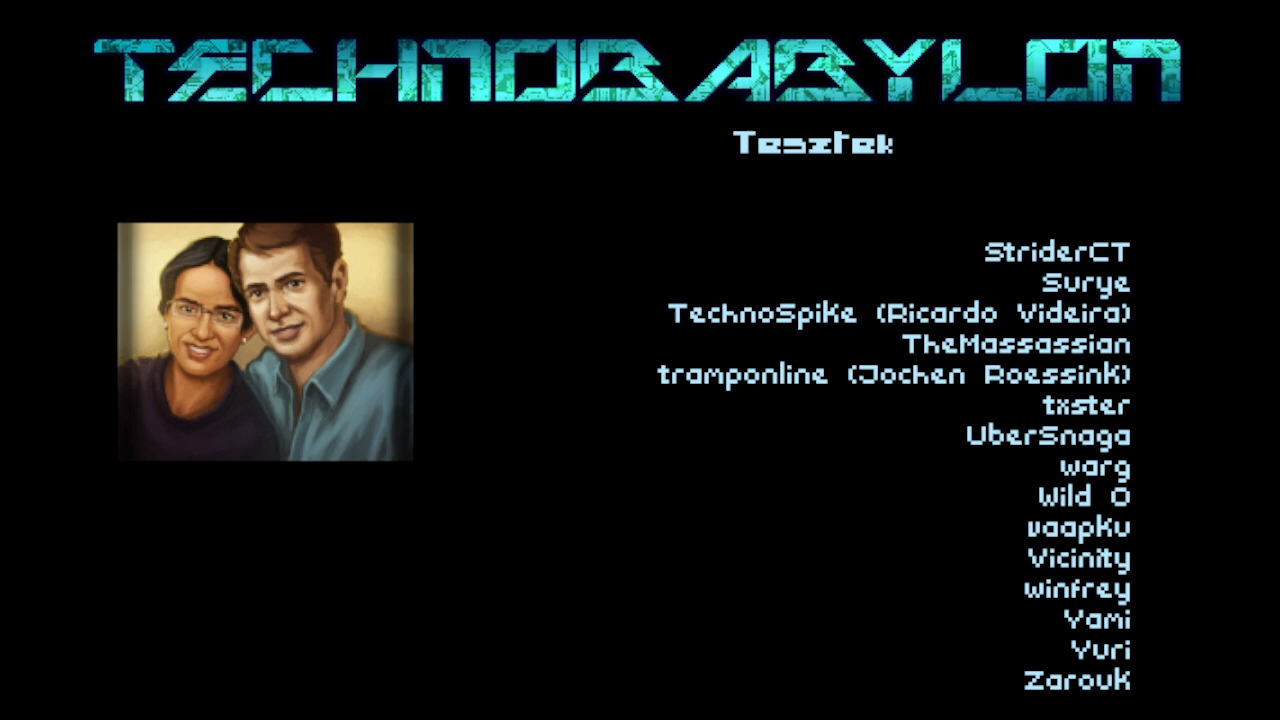 TECHNOBABYLON
Tesztek
StriderCT
Surye
TechnoSpike (Ricardo Videira)
TheMassassian
tramponline (Jochen Roessink)
txster
UberSnaga
warg
Wild O
vaapku
Vicinity
winfrey
Yami
Yuri
Zarouk